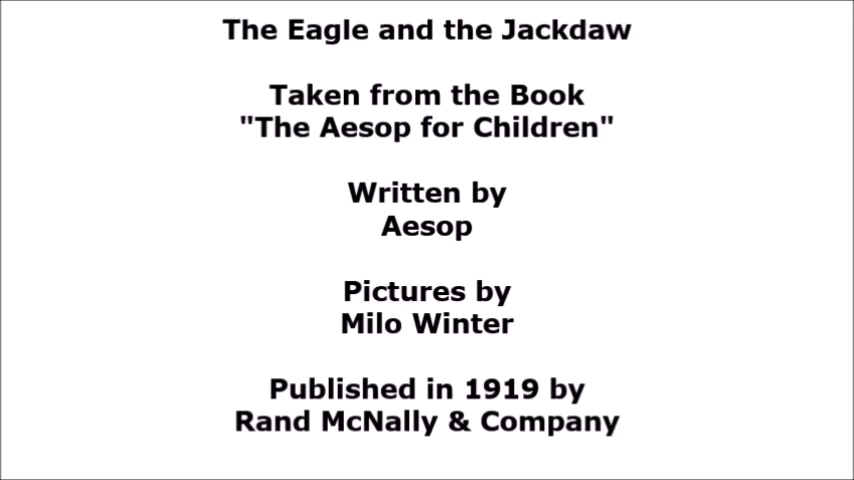 The Eagle and the Jackdaw
Taken from the Book
"The Aesop for Children"
Written by
Aesop
Pictures by
Milo Winter
Published in 1919 by
Rand McNally & Company